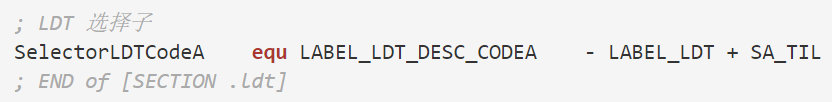 ; LDT 选择子
SelectorLDTCodeA    equ LABEL_LDT_DESC_CODEA    - LABEL_LDT + SA_TIL
; END of [SECTION .ldt]